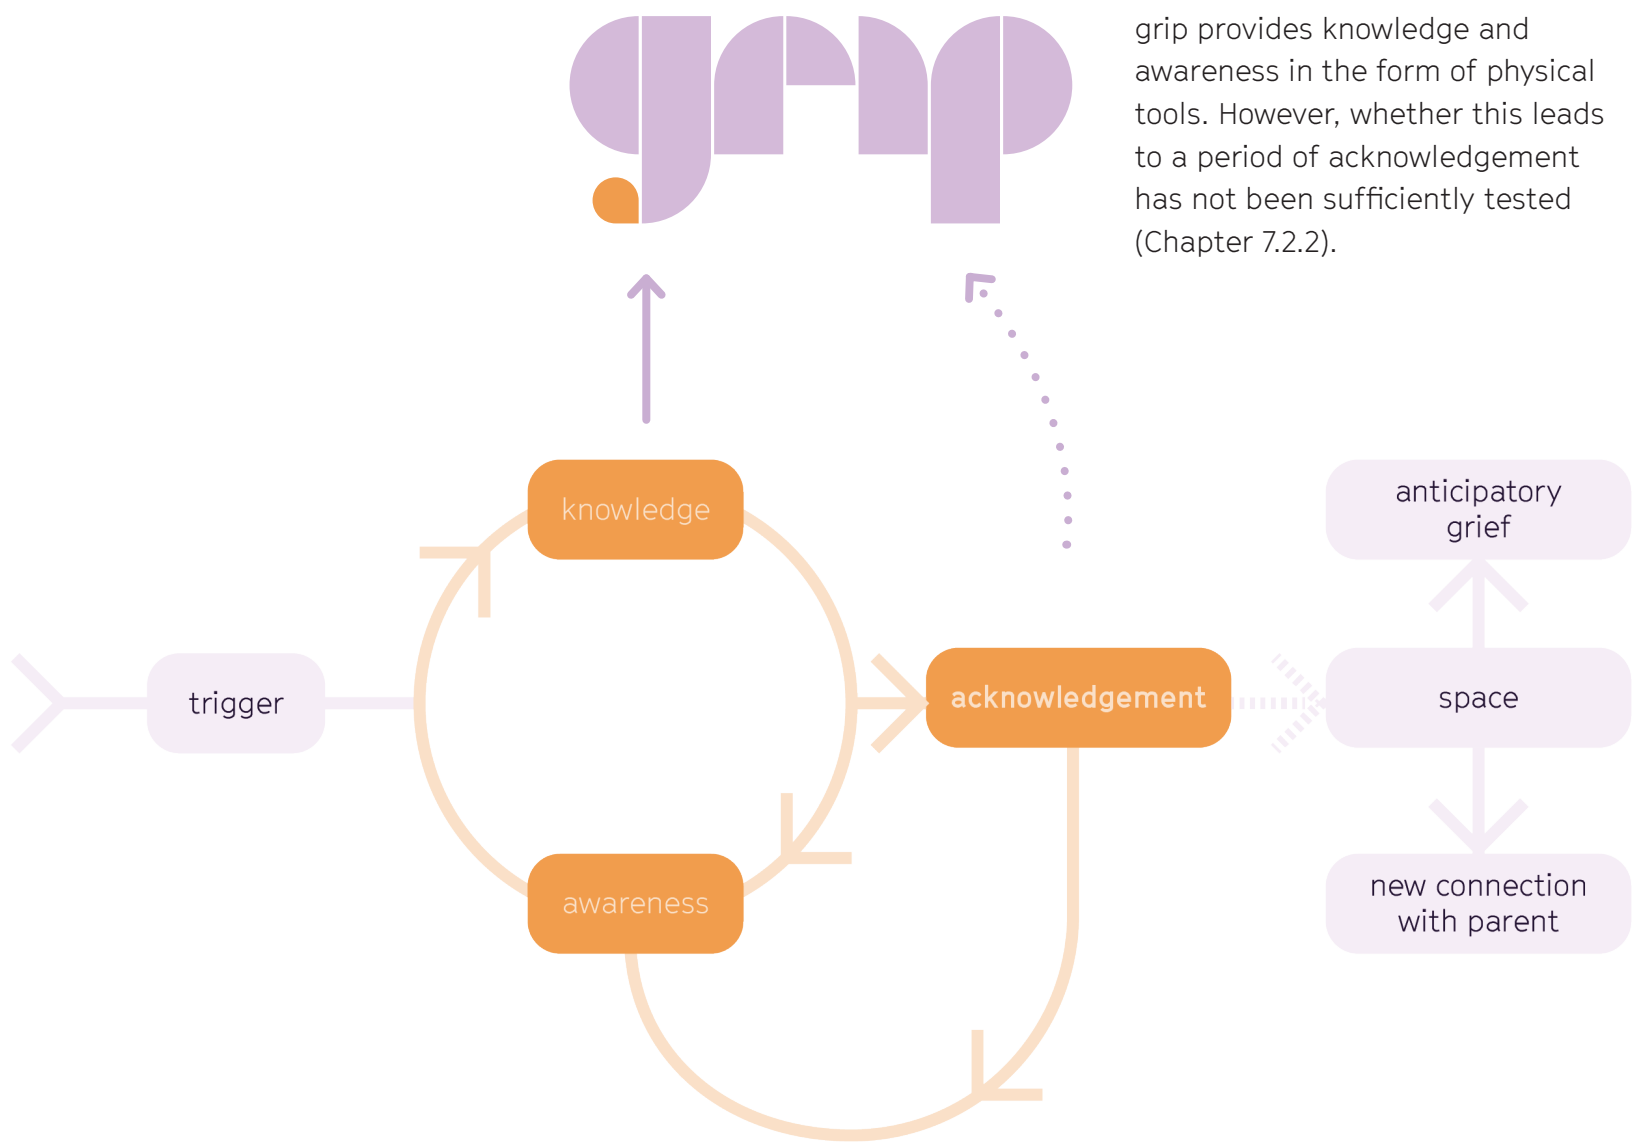 grip
grip provides knowledge and
awareness in the form of physical
tools. However, whether this leads
to a period of acknowledgement
has not been sufficiently tested
(Chapter 7.2.2).
knowledge
anticipatory
grief
trigger
acknowledgement
space
awareness
new connection
with parent